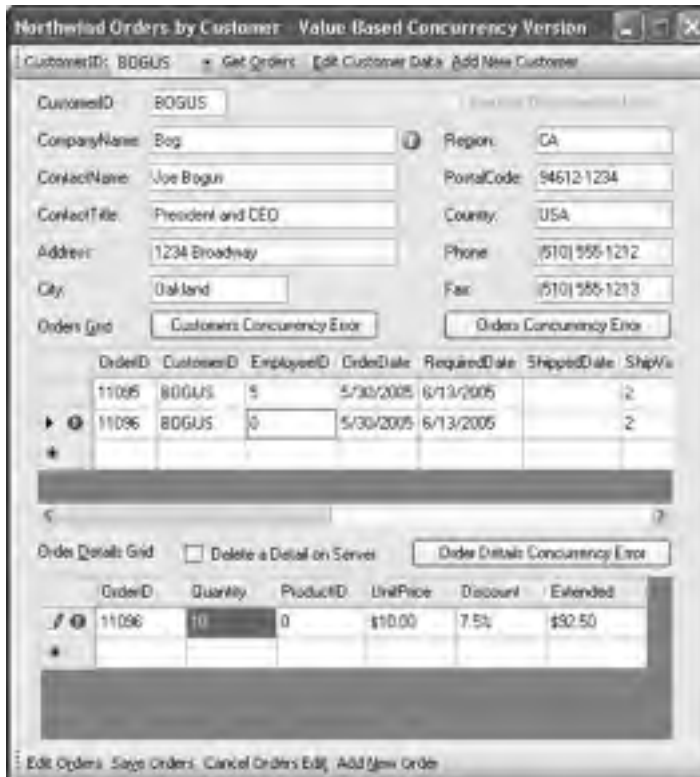 Northwind Orders by Customer - Value-Based Concurrency Version
CustomerID: BOGUS Get Orders Edit Customer Data Add New Customer
CustomerID BOGUS
CompanyName: Bog Region: CA
ContactName: Joe Bogus PostalCode: 94612-1234
ContactTitle: President and CEO Country: USA
Address: 1234 Broadway Phone: (510) 555-1212
City: Oakland Fax: (510) 555-1213
Orders Grid Customers Concurrency Error Orders Concurrency Error
OrderID CustomerID EmployeeID OrderDate RequiredDate ShippedDate ShipVia
11095 BOGUS 5 5/30/2005 6/13/2005 2
11096 BOGUS 0 5/30/2005 6/13/2005 2
Order Details Grid Delete a Detail on Server Order Details Concurrency Error
OrderID Quantity ProductID UnitPrice Discount Extended
11096 10 0 $10.00 7.5% $92.50
Edit Orders Save Orders Cancel Orders Edit Add New Order